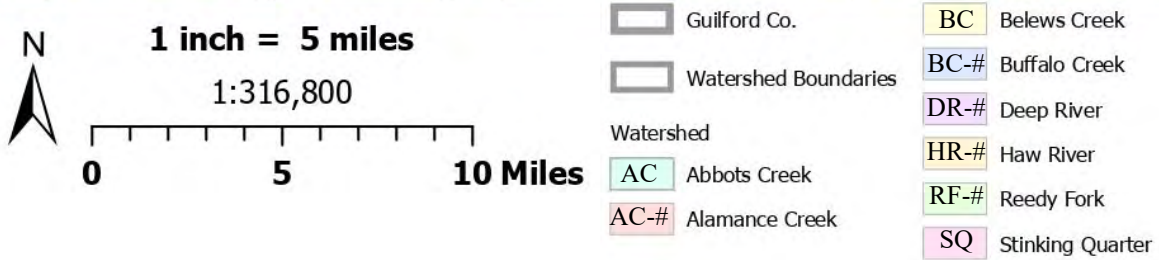 N
1 inch = 5 miles
1:316,800
0 5 10 Miles
Guilford Co.
Watershed Boundaries
Watershed
AC Abbots Creek
AC-# Alamance Creek
BC Belews Creek
BC-# Buffalo Creek
DR-# Deep River
HR-# Haw River
RF-# Reedy Fork
SQ Stinking Quarter